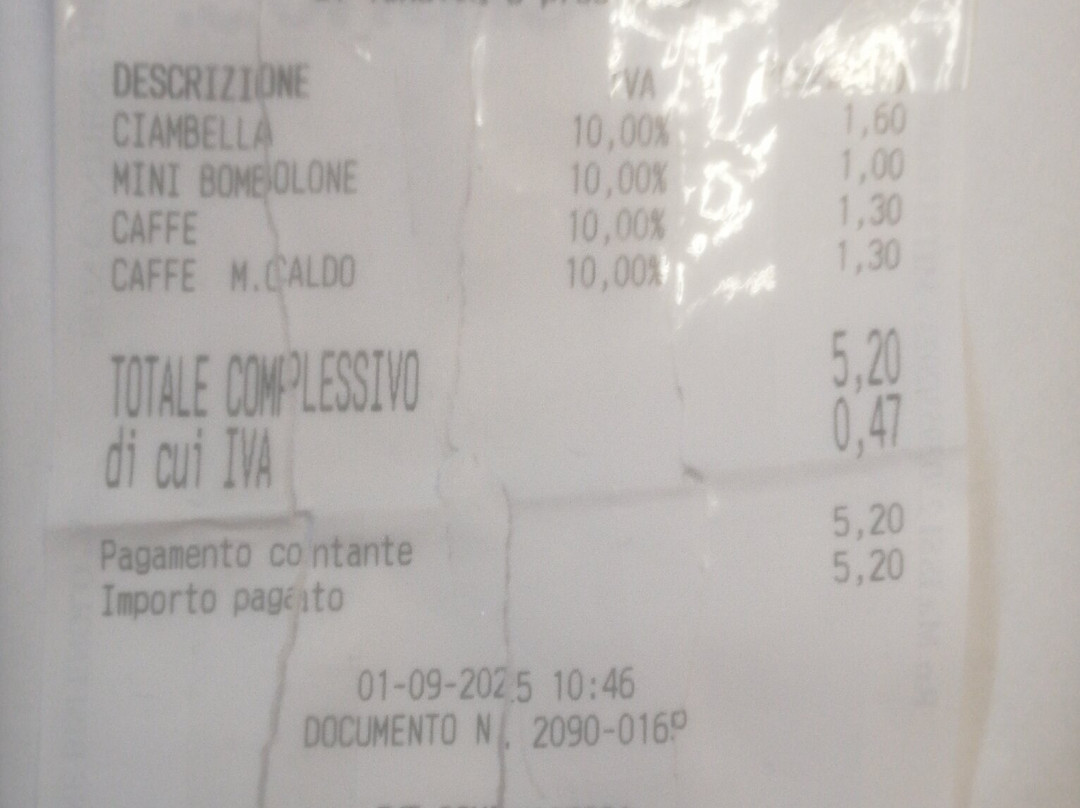 DESCRIZIONE IVA
CIAMBELLA 10,00% 1,60
MINI BOMBOLONE 10,00% 1,00
CAFFE 10,00% 1,30
CAFFE M.CALDO 10,00% 1,30
TOTALE COMPLESSIVO 5,20
di cui IVA 0,47
Pagamento contante 5,20
Importo pagato 5,20
01-09-2025 10:46
DOCUMENTO N.